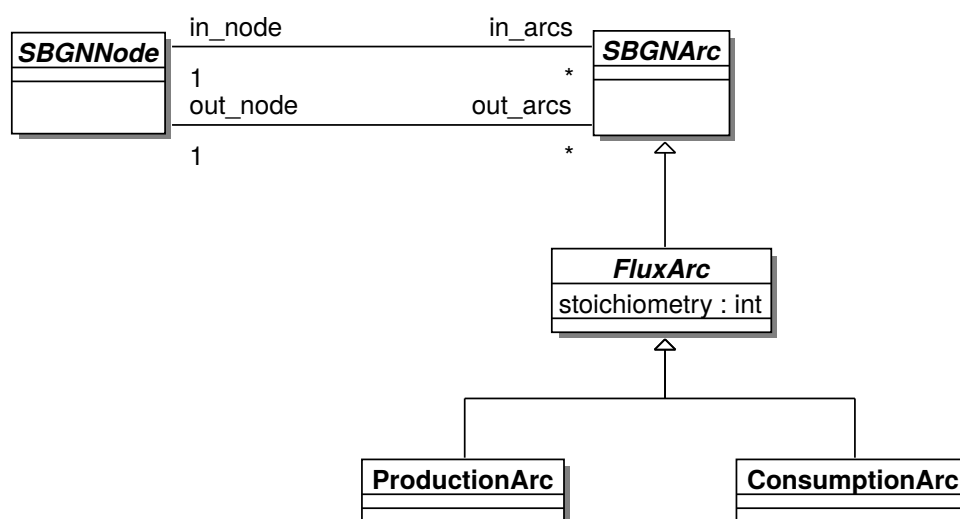 in_node in_arcs
SBGNNode
SBGNArc
1 *
out_node out_arcs
1 *
FluxArc
stoichiometry : int
ProductionArc
ConsumptionArc